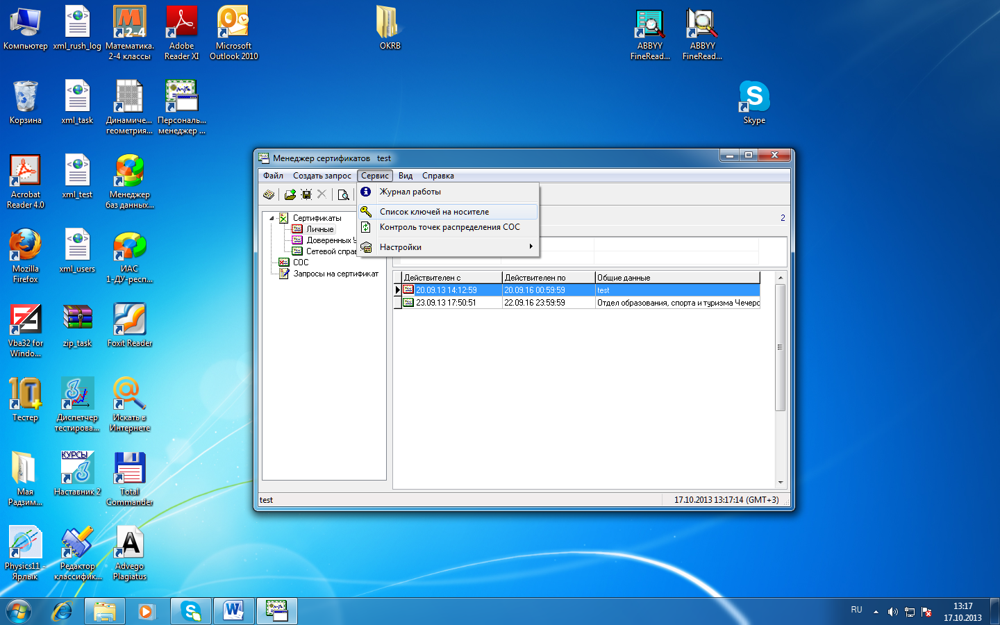 Компьютер
xml_rush_log
Математика.
2-4 классы
Adobe
Reader XI
Microsoft
Outlook 2010
OKRB
ABBYY
FineRead...
ABBYY
FineRead...
Корзина
xml_task
Динамиче...
геометрия...
Персональ...
менеджер ...
Skype
Acrobat
Reader 4.0
xml_test
Менеджер
баз данных...
Mozilla
Firefox
xml_users
ИАС
1-ДУ-респ...
Vba32 for
Windo...
zip_task
Foxit Reader
Тестер
Диспетчер
тестирова...
Искать в
Интернете
Мая
Радзим...
КУРСЫ
Наставник 2
Total
Commander
Physics11 -
Ярлык
Редактор
классифик...
Advego
Plagiatus
Менеджер сертификатов test
Файл Создать запрос Сервис Вид Справка
Журнал работы
Список ключей на носителе
Контроль точек распределения СОС
Настройки
Сертификаты
Личные
Доверенных
Сетевой спра
СОС
Запросы на сертификат
2
Действителен с Действителен по Общие данные
20.09.13 14:12:59 20.09.16 00:59:59 test
23.09.13 17:50:51 22.09.16 23:59:59 Отдел образования, спорта и туризма Чечерс
test 17.10.2013 13:17:14 (GMT+3)
RU
13:17
17.10.2013